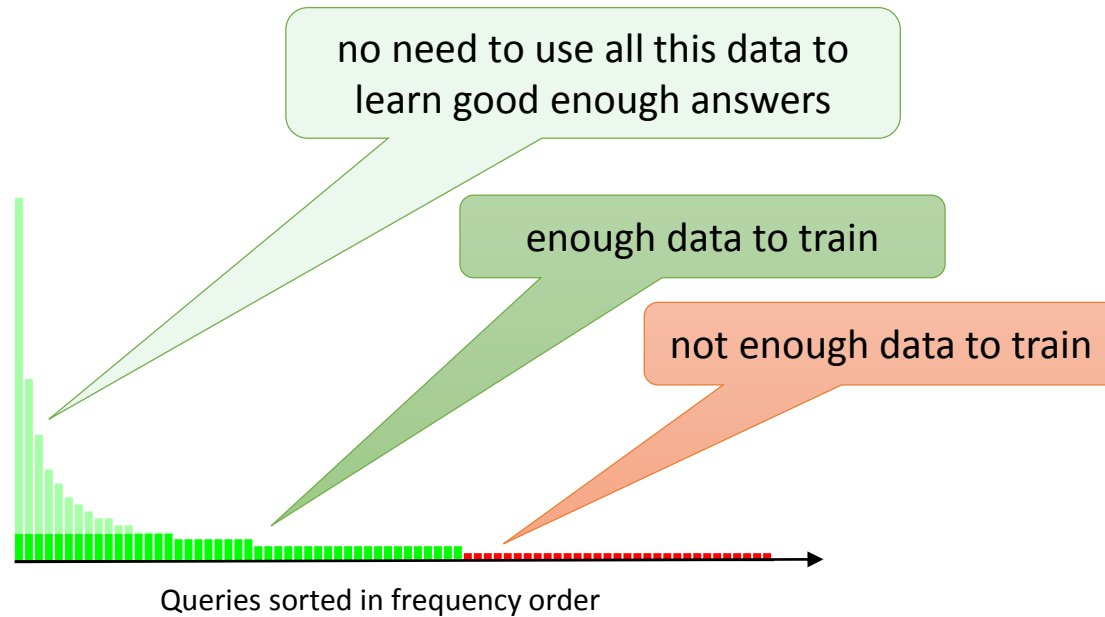 no need to use all this data to
learn good enough answers
enough data to train
not enough data to train
Queries sorted in frequency order